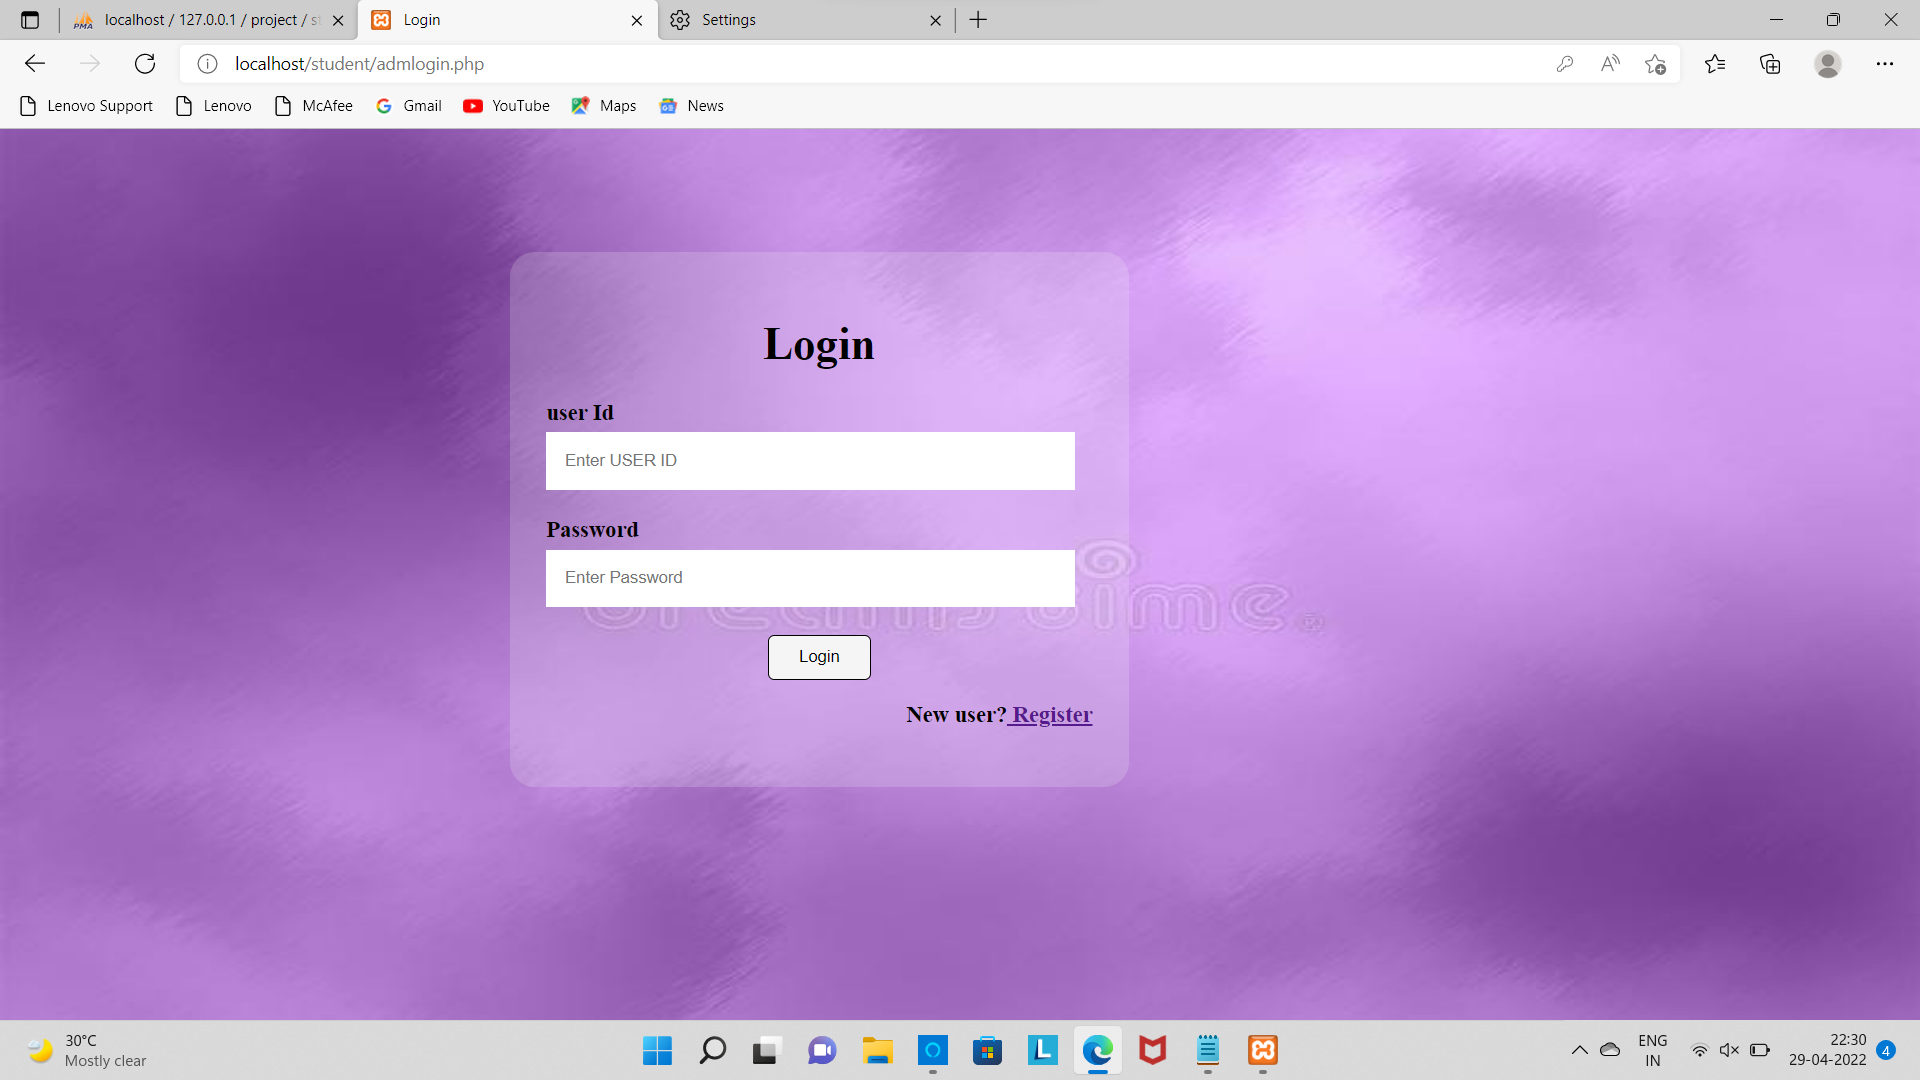 PMA
localhost / 127.0.0.1 / project / st
Login
Settings
localhost/student/admlogin.php
Lenovo Support
Lenovo
McAfee
Gmail
YouTube
Maps
News
Login
user Id
Enter USER ID
Password
Enter Password
dreamstime.
Login
New user? Register
30°C
Mostly clear
ENG
IN
22:30
29-04-2022
4